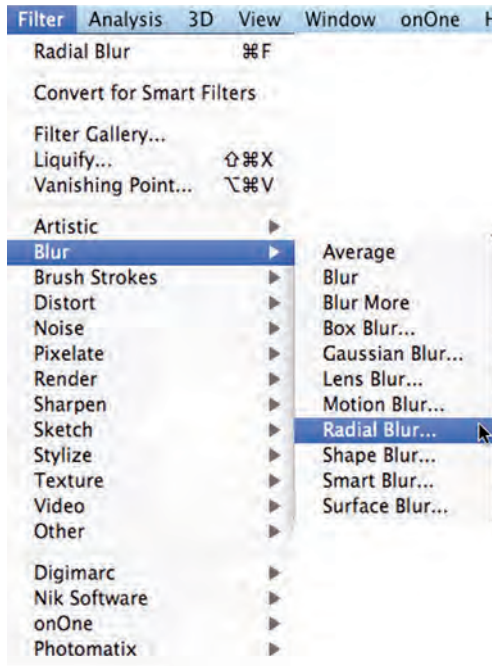 Filter Analysis 3D View Window onOne H
Radial Blur ⌘F
Convert for Smart Filters
Filter Gallery...
Liquify... ⇧⌘X
Vanishing Point... ⌥⌘V
Artistic
Blur
Brush Strokes
Distort
Noise
Pixelate
Render
Sharpen
Sketch
Stylize
Texture
Video
Other
Digimarc
Nik Software
onOne
Photomatix
Average
Blur
Blur More
Box Blur...
Gaussian Blur...
Lens Blur...
Motion Blur...
Radial Blur...
Shape Blur...
Smart Blur...
Surface Blur...